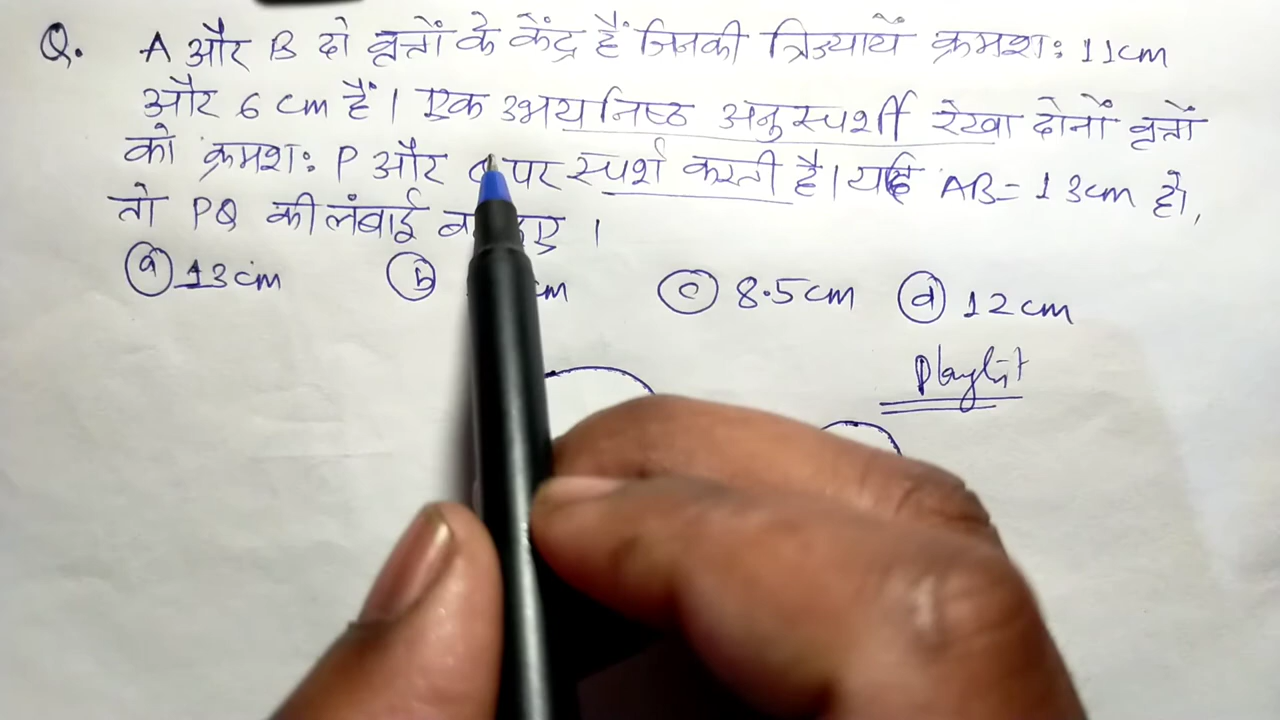 Q. A और B दो वृत्तों के केंद्र हैं जिनकी त्रिज्यायें क्रमशः 11cm
और 6 cm हैं। एक उभयनिष्ठ अनुस्पर्शी रेखा दोनों वृत्तों
को क्रमशः P और पर स्पर्श करती है। यदि AB = 13cm हो,
तो PQ की लंबाई ।
(a) 13cm (b) cm (c) 8.5cm (d) 12cm
Playlist